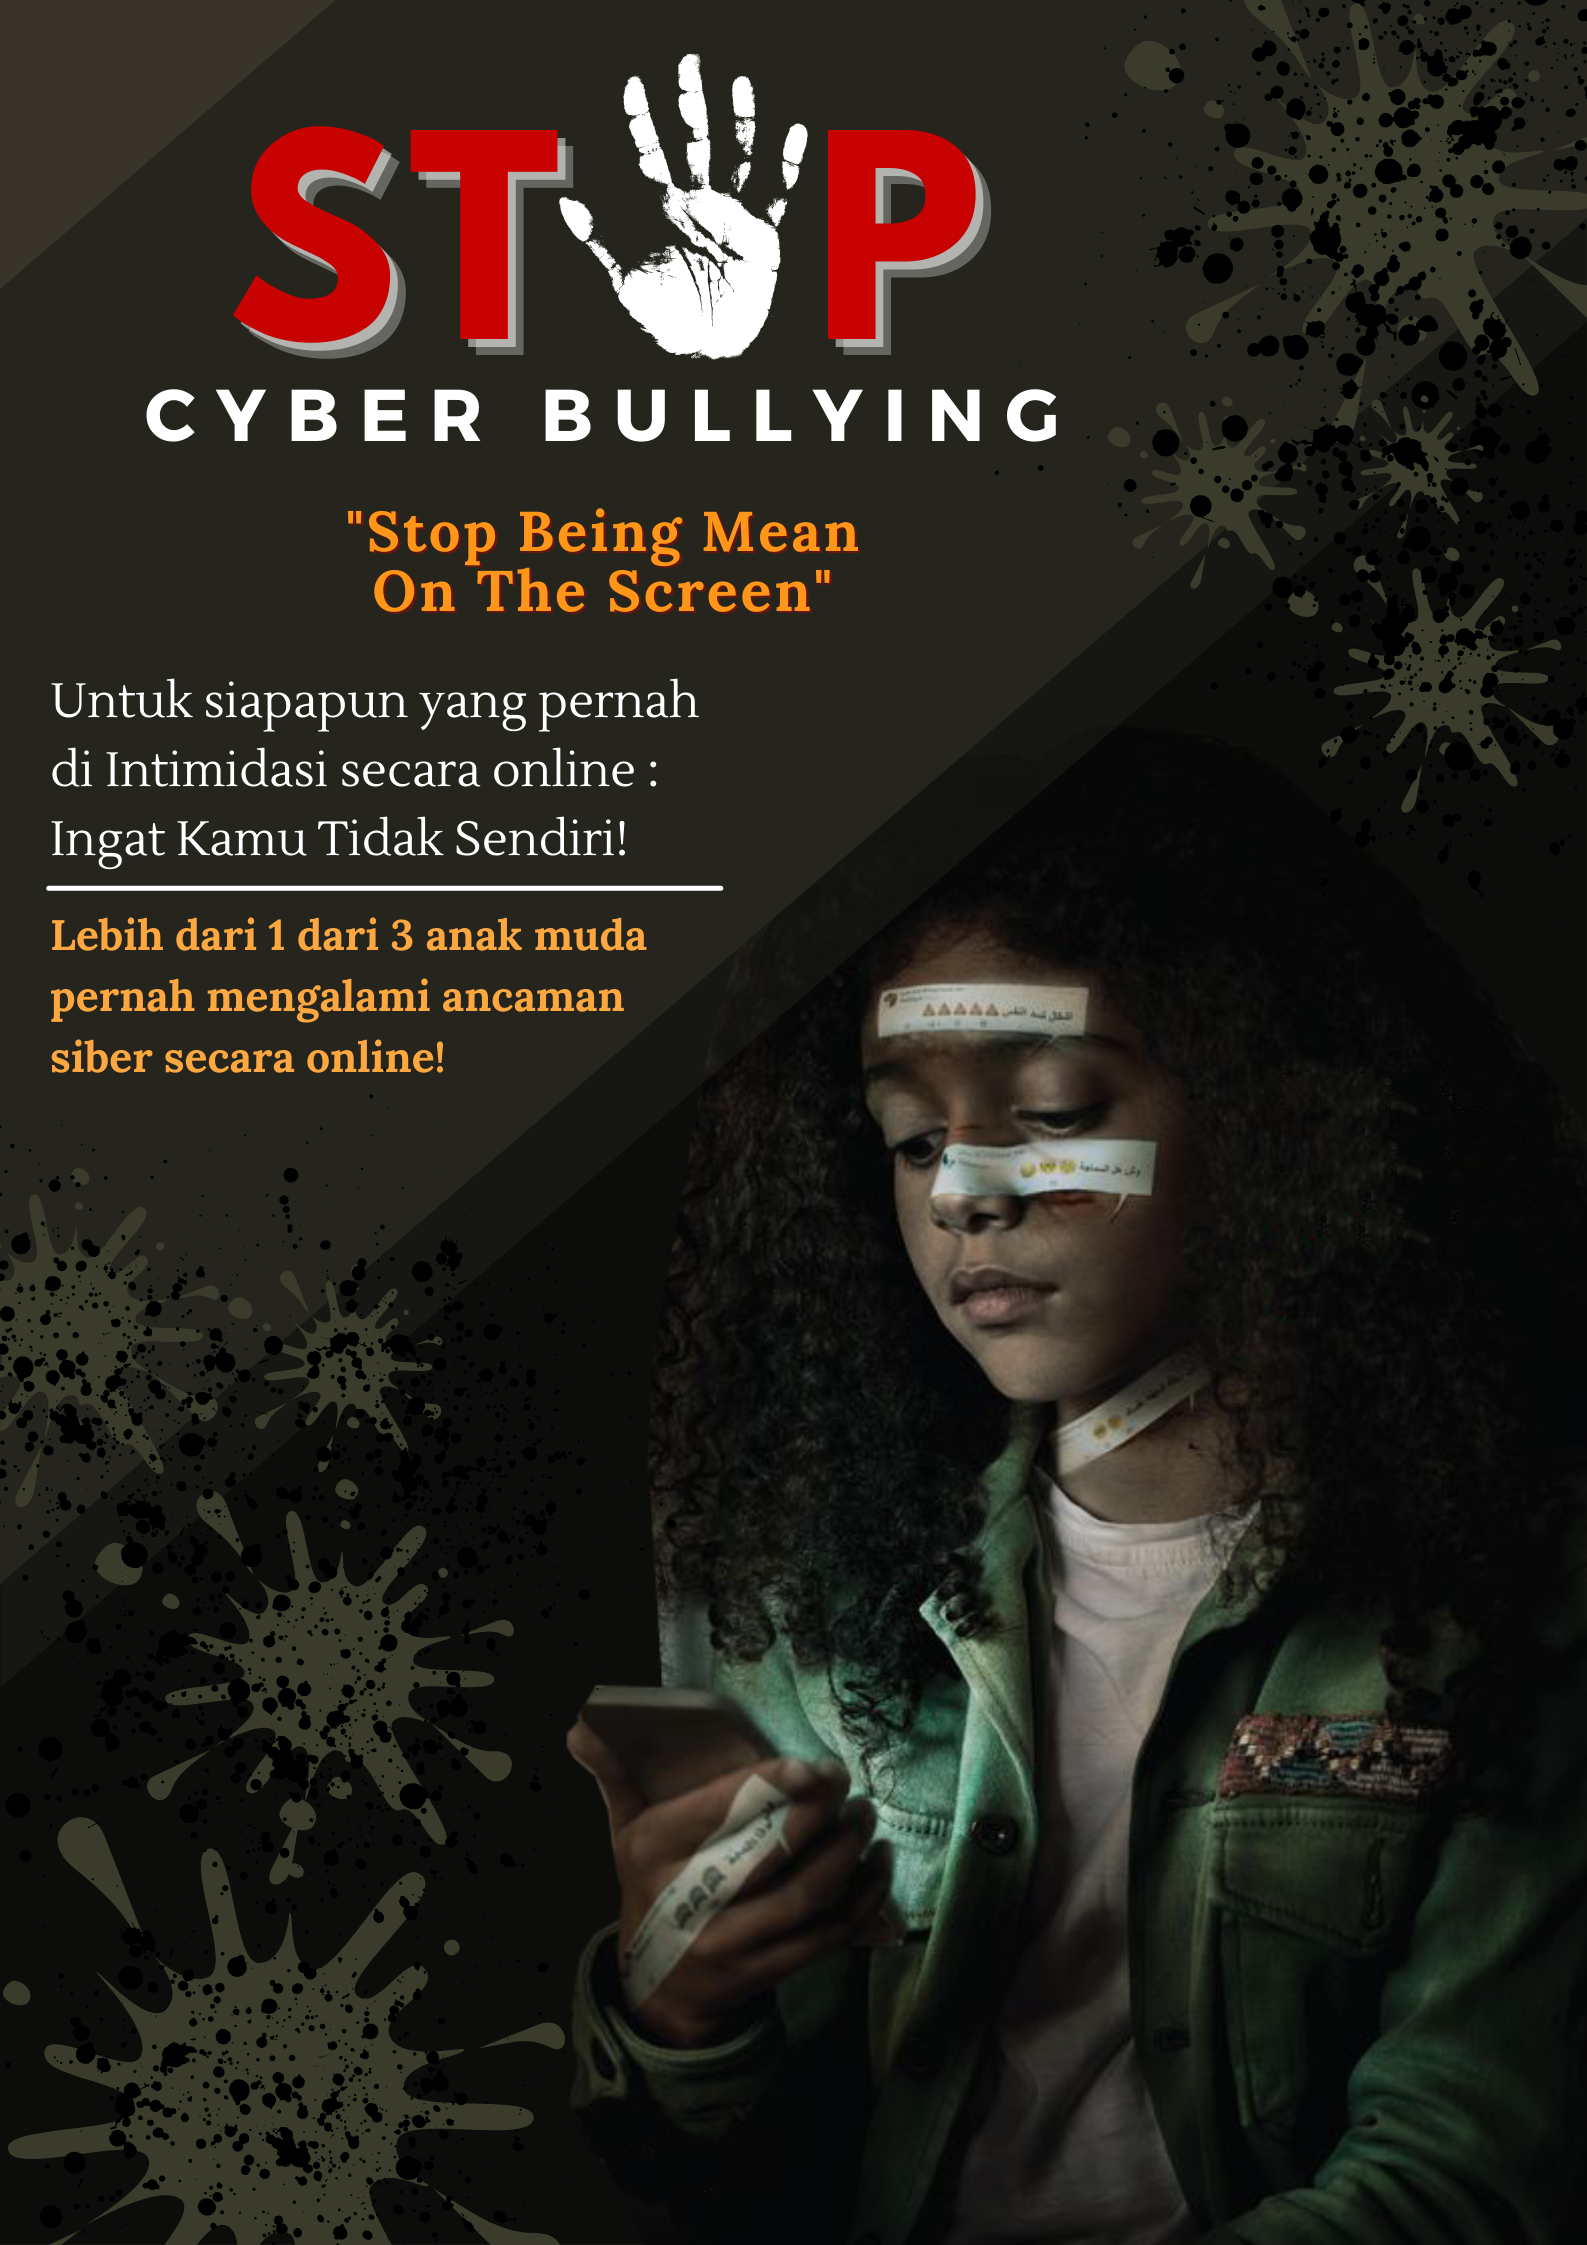 STOP
CYBER BULLYING
"Stop Being Mean
On The Screen"
Untuk siapapun yang pernah
di Intimidasi secara online :
Ingat Kamu Tidak Sendiri!
Lebih dari 1 dari 3 anak muda
pernah mengalami ancaman
siber secara online!